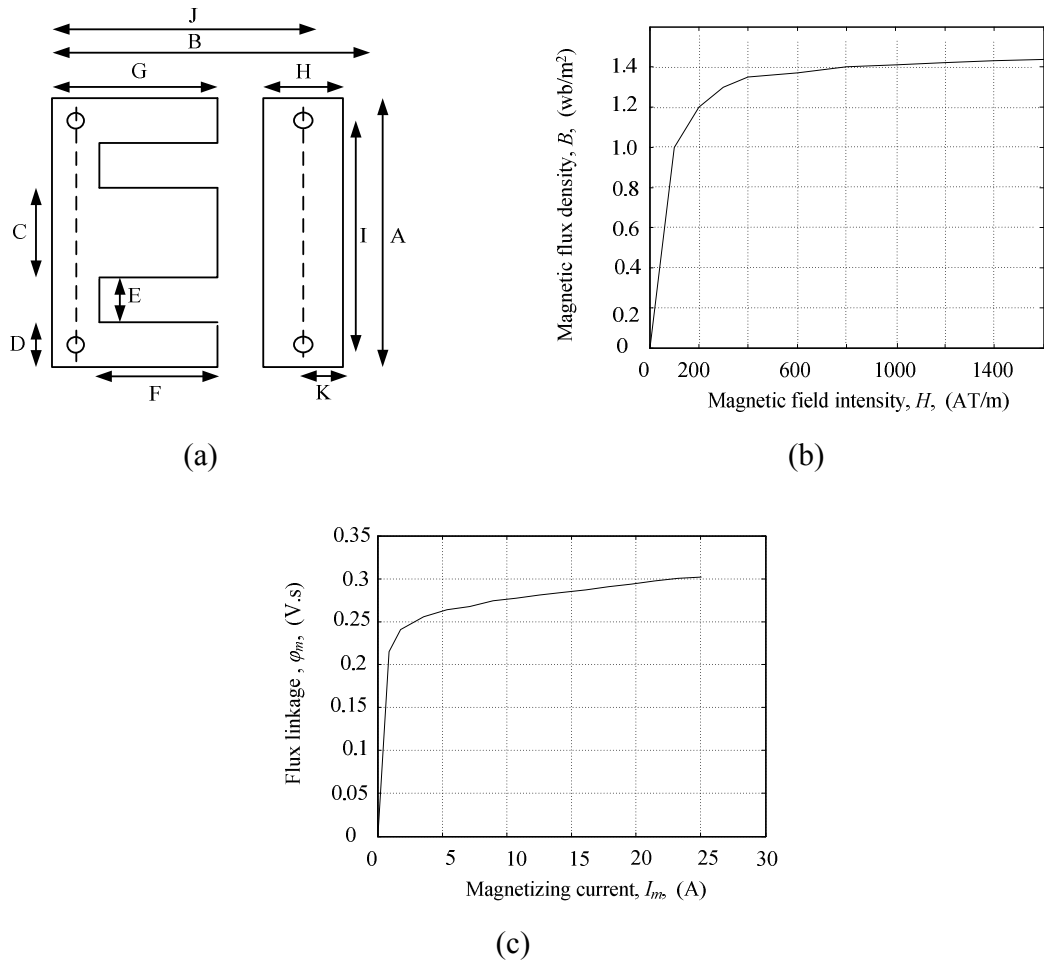 J
B
G
H
C
E
I
A
D
F
K
(a)
Magnetic flux density, B, (wb/m²)
1.4
1.2
1.0
0.8
0.6
0.4
0.2
0
0 200 600 1000 1400
Magnetic field intensity, H, (AT/m)
(b)
Flux linkage , φm, (V.s)
0.35
0.3
0.25
0.2
0.15
0.1
0.05
0
0 5 10 15 20 25 30
Magnetizing current, Im, (A)
(c)